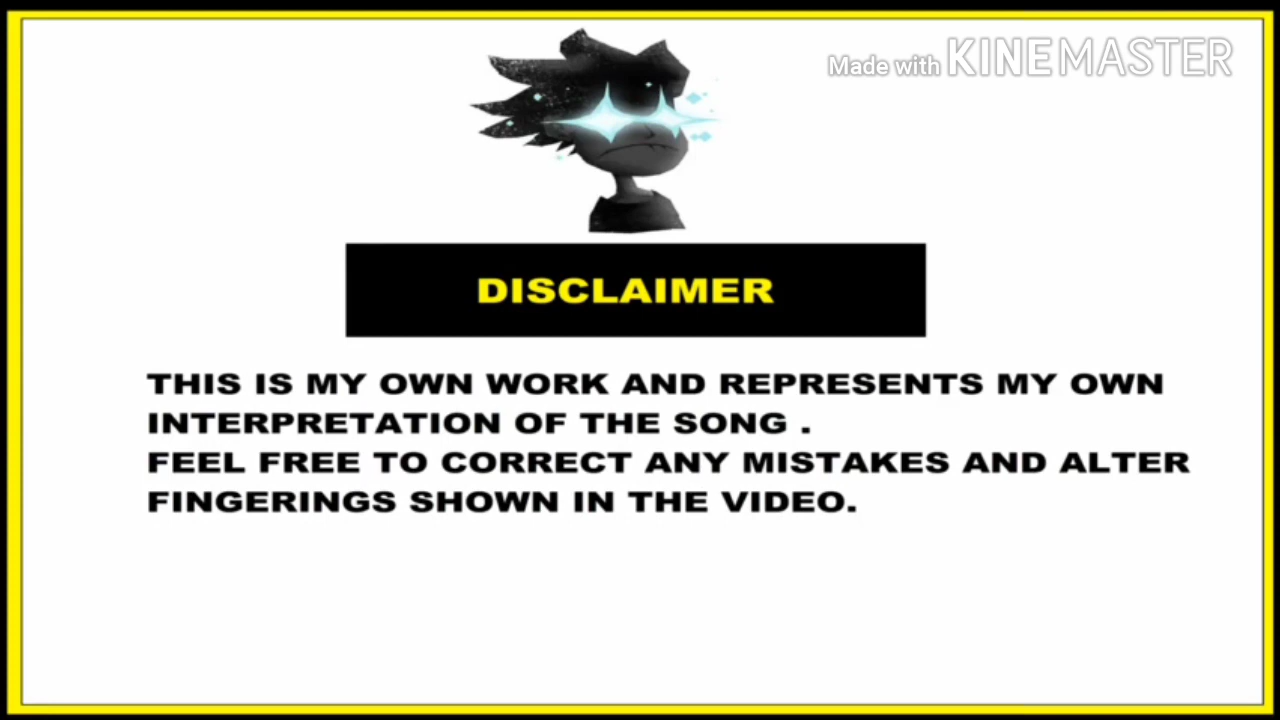 Made with KINEMASTER
DISCLAIMER
THIS IS MY OWN WORK AND REPRESENTS MY OWN
INTERPRETATION OF THE SONG .
FEEL FREE TO CORRECT ANY MISTAKES AND ALTER
FINGERINGS SHOWN IN THE VIDEO.